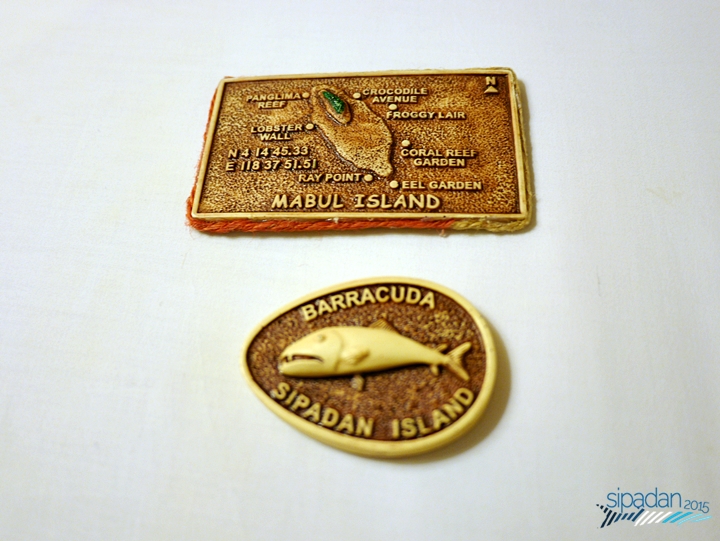 N
PANGLIMA
REEF
CROCODILE
AVENUE
FROGGY LAIR
LOBSTER
WALL
N 4 14 45.33
E 118 37 51.51
CORAL REEF
GARDEN
RAY POINT
EEL GARDEN
MABUL ISLAND
BARRACUDA
SIPADAN ISLAND
sipadan 2015